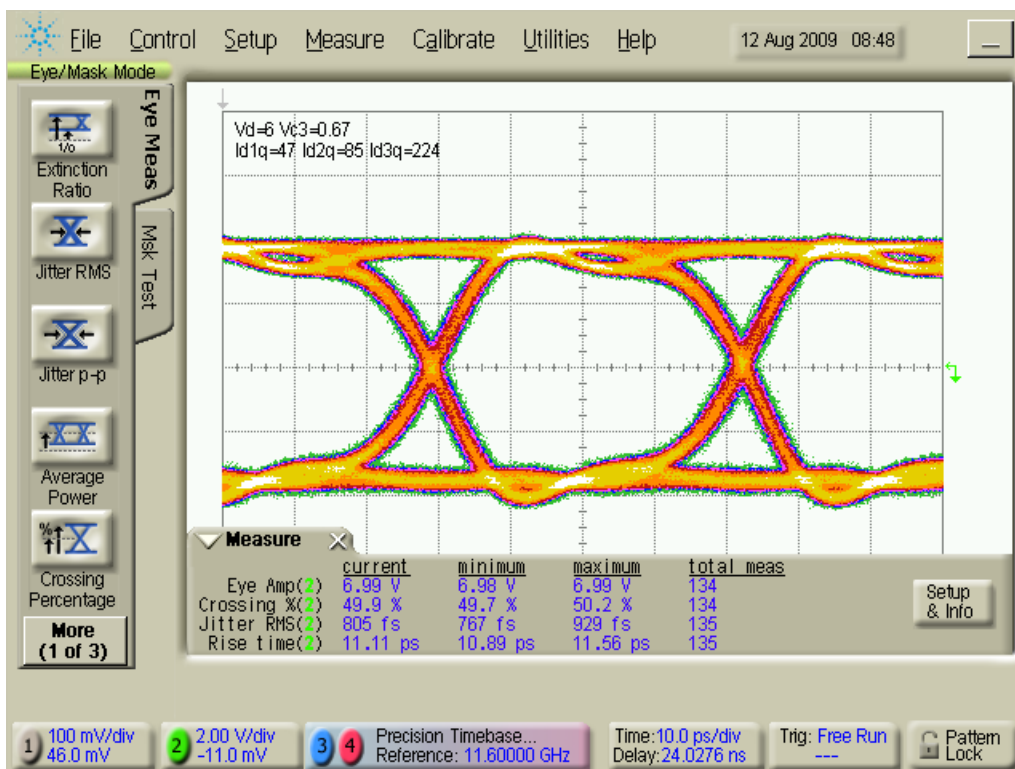 File Control Setup Measure Calibrate Utilities Help 12 Aug 2009 08:48
Eye/Mask Mode
Eye Meas
Msk Test
1/0
Extinction
Ratio
Jitter RMS
Jitter p-p
Average
Power
%
Crossing
Percentage
More
(1 of 3)
Vd=6 Vc3=0.67
Id1q=47 Id2q=85 Id3q=224
Measure
current minimum maximum total meas
Eye Amp(2) 6.99 V 6.98 V 6.99 V 134
Crossing %(2) 49.9 % 49.7 % 50.2 % 134
Jitter RMS(2) 805 fs 767 fs 929 fs 135
Rise time(2) 11.11 ps 10.89 ps 11.56 ps 135
Setup
& Info
1 100 mV/div
46.0 mV
2 2.00 V/div
-11.0 mV
3 4 Precision Timebase...
Reference: 11.60000 GHz
Time:10.0 ps/div
Delay:24.0276 ns
Trig: Free Run
---
Pattern
Lock